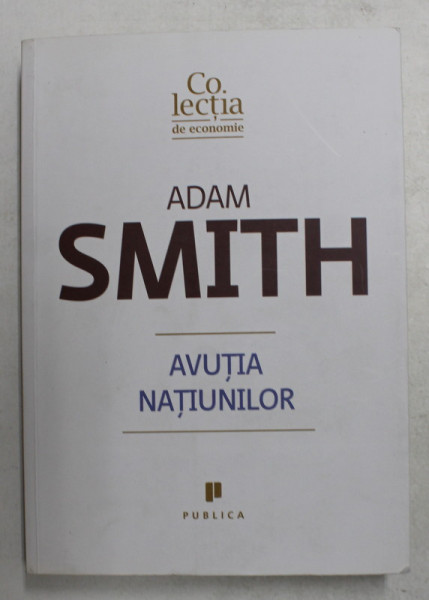 Co.
lecția
de economie
ADAM
SMITH
AVUȚIA
NAȚIUNILOR
PUBLICA